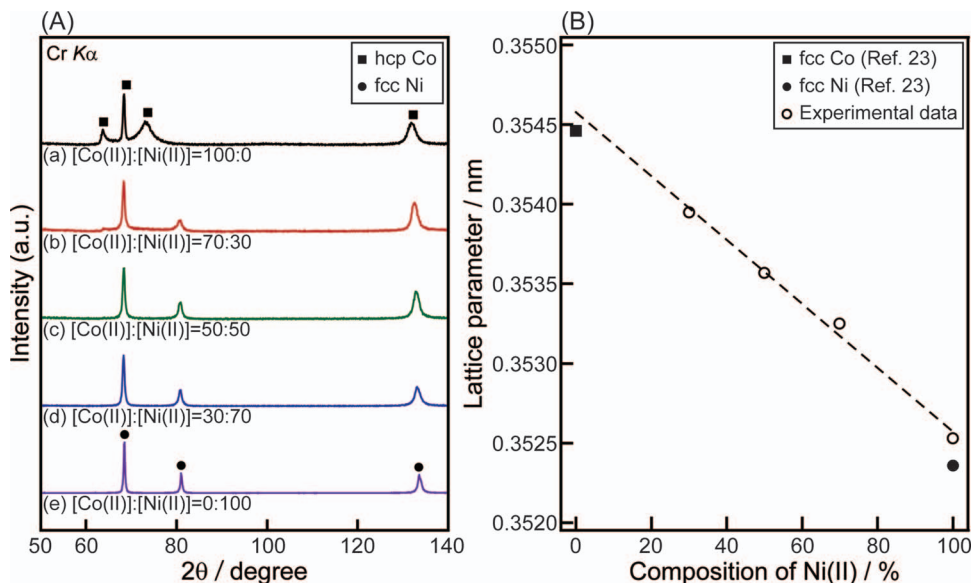 (A)
Cr Kα
■ hcp Co
● fcc Ni
(a) [Co(II)]:[Ni(II)]=100:0
(b) [Co(II)]:[Ni(II)]=70:30
(c) [Co(II)]:[Ni(II)]=50:50
(d) [Co(II)]:[Ni(II)]=30:70
(e) [Co(II)]:[Ni(II)]=0:100
Intensity (a.u.)
50 60 80 100 120 140
2θ / degree
(B)
■ fcc Co (Ref. 23)
● fcc Ni (Ref. 23)
○ Experimental data
0.3550
0.3545
0.3540
0.3535
0.3530
0.3525
0.3520
Lattice parameter / nm
0 20 40 60 80 100
Composition of Ni(II) / %